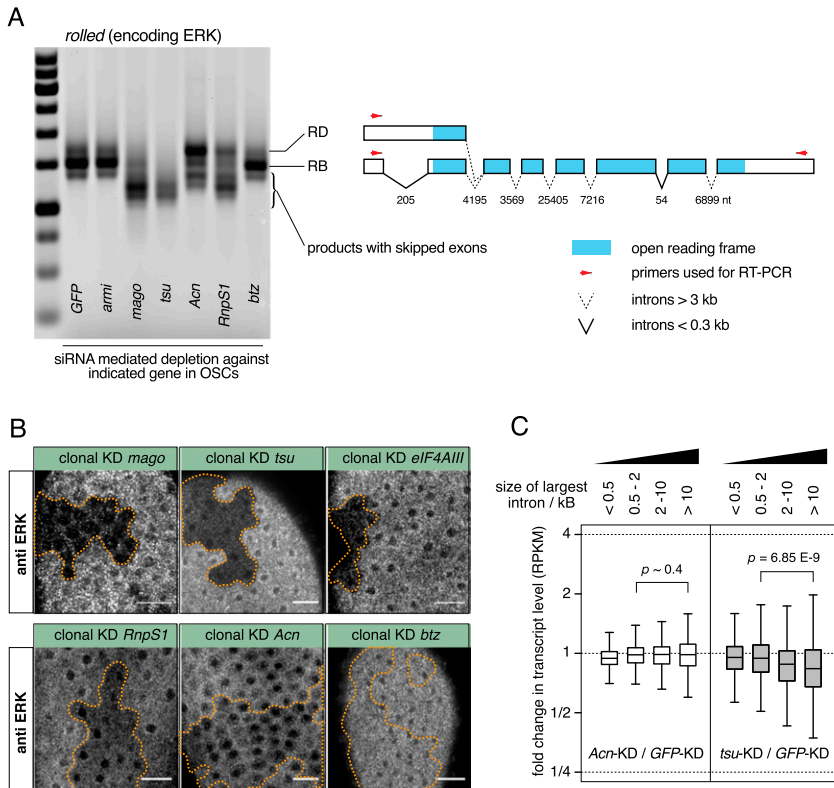 A
rolled (encoding ERK)
RD
RB
products with skipped exons
GFP
armi
mago
tsu
Acn
RnpS1
btz
siRNA mediated depletion against
indicated gene in OSCs
205
4195
3569
25405
7216
54
6899 nt
open reading frame
primers used for RT-PCR
introns > 3 kb
introns < 0.3 kb
B
clonal KD mago
clonal KD tsu
clonal KD eIF4AIII
anti ERK
clonal KD RnpS1
clonal KD Acn
clonal KD btz
anti ERK
C
size of largest
intron / kB
< 0.5
0.5 - 2
2 -10
> 10
< 0.5
0.5 - 2
2 -10
> 10
fold change in transcript level (RPKM)
4
2
1
1/2
1/4
p ~ 0.4
p = 6.85 E-9
Acn-KD / GFP-KD
tsu-KD / GFP-KD